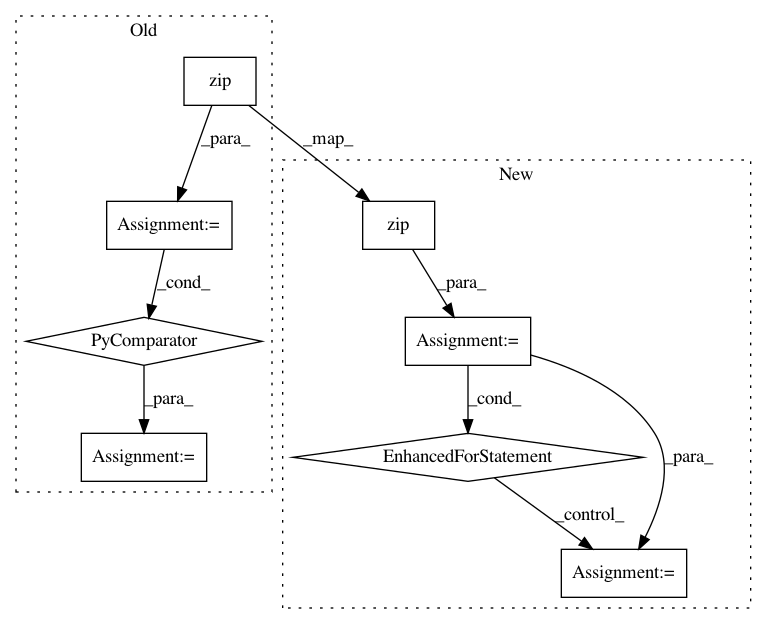 Old
zip
_para_
_map_
New
Assignment:=
zip
_cond_
_para_
PyComparator
Assignment:=
_para_
_cond_
Assignment:=
EnhancedForStatement
_para_
_control_
Assignment:=